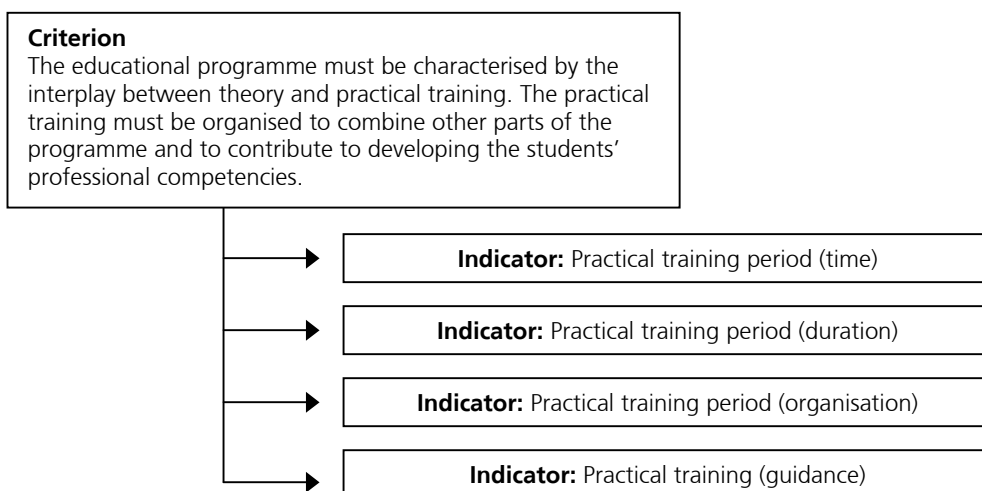 Criterion
The educational programme must be characterised by the
interplay between theory and practical training. The practical
training must be organised to combine other parts of the
programme and to contribute to developing the students’
professional competencies.
Indicator: Practical training period (time)
Indicator: Practical training period (duration)
Indicator: Practical training period (organisation)
Indicator: Practical training (guidance)